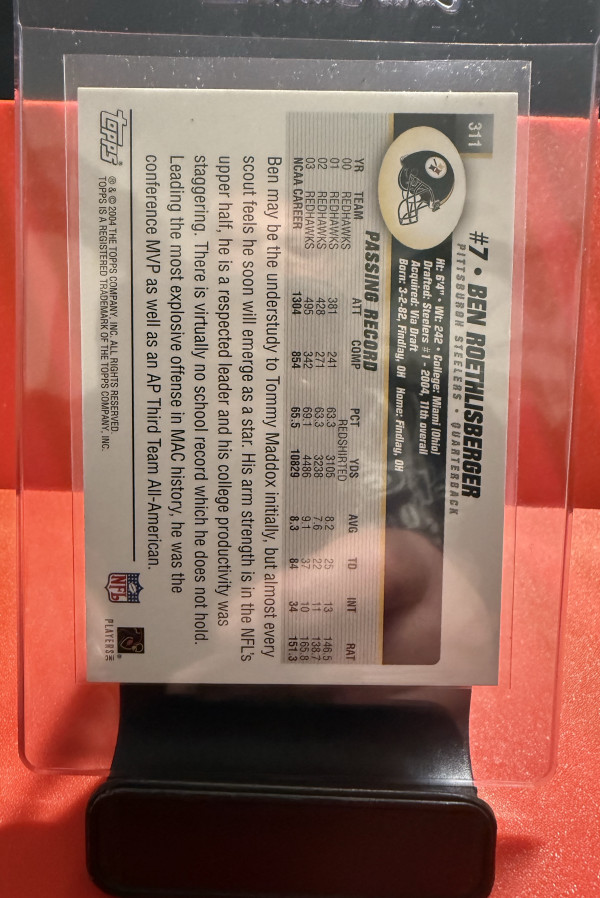 311
#7 • BEN ROETHLISBERGER
PITTSBURGH STEELERS • QUARTERBACK
Ht: 6'4" • Wt: 242 • College: Miami (Ohio)
Drafted: Steelers #1 - 2004, 11th overall
Acquired: Via Draft
Born: 3-2-82, Findlay, OH Home: Findlay, OH
PASSING RECORD
YR TEAM ATT COMP PCT YDS AVG TD INT RAT
00 REDHAWKS REDSHIRTED
01 REDHAWKS 381 241 63.3 3105 8.2 25 13 146.5
02 REDHAWKS 428 271 63.3 3238 7.6 22 11 138.7
03 REDHAWKS 495 342 69.1 4486 9.1 37 10 165.8
NCAA CAREER 1304 854 65.5 10829 8.3 84 34 151.3
Ben may be the understudy to Tommy Maddox initially, but almost every
scout feels he soon will emerge as a star. His arm strength is in the NFL's
upper half, he is a respected leader and his college productivity was
staggering. There is virtually no school record which he does not hold.
Leading the most explosive offense in MAC history, he was the
conference MVP as well as an AP Third Team All-American.
topps®
® & © 2004 THE TOPPS COMPANY, INC. ALL RIGHTS RESERVED.
TOPPS IS A REGISTERED TRADEMARK OF THE TOPPS COMPANY, INC.
NFL
PLAYERS INC